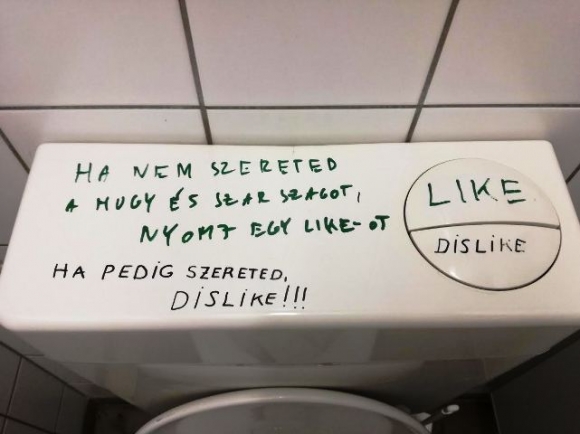 HA NEM SZERETED
A HUGY ÉS SZAR SZAGOT,
NYOMJ EGY LIKE-OT
HA PEDIG SZERETED,
DISLIKE!!!
LIKE
DISLIKE